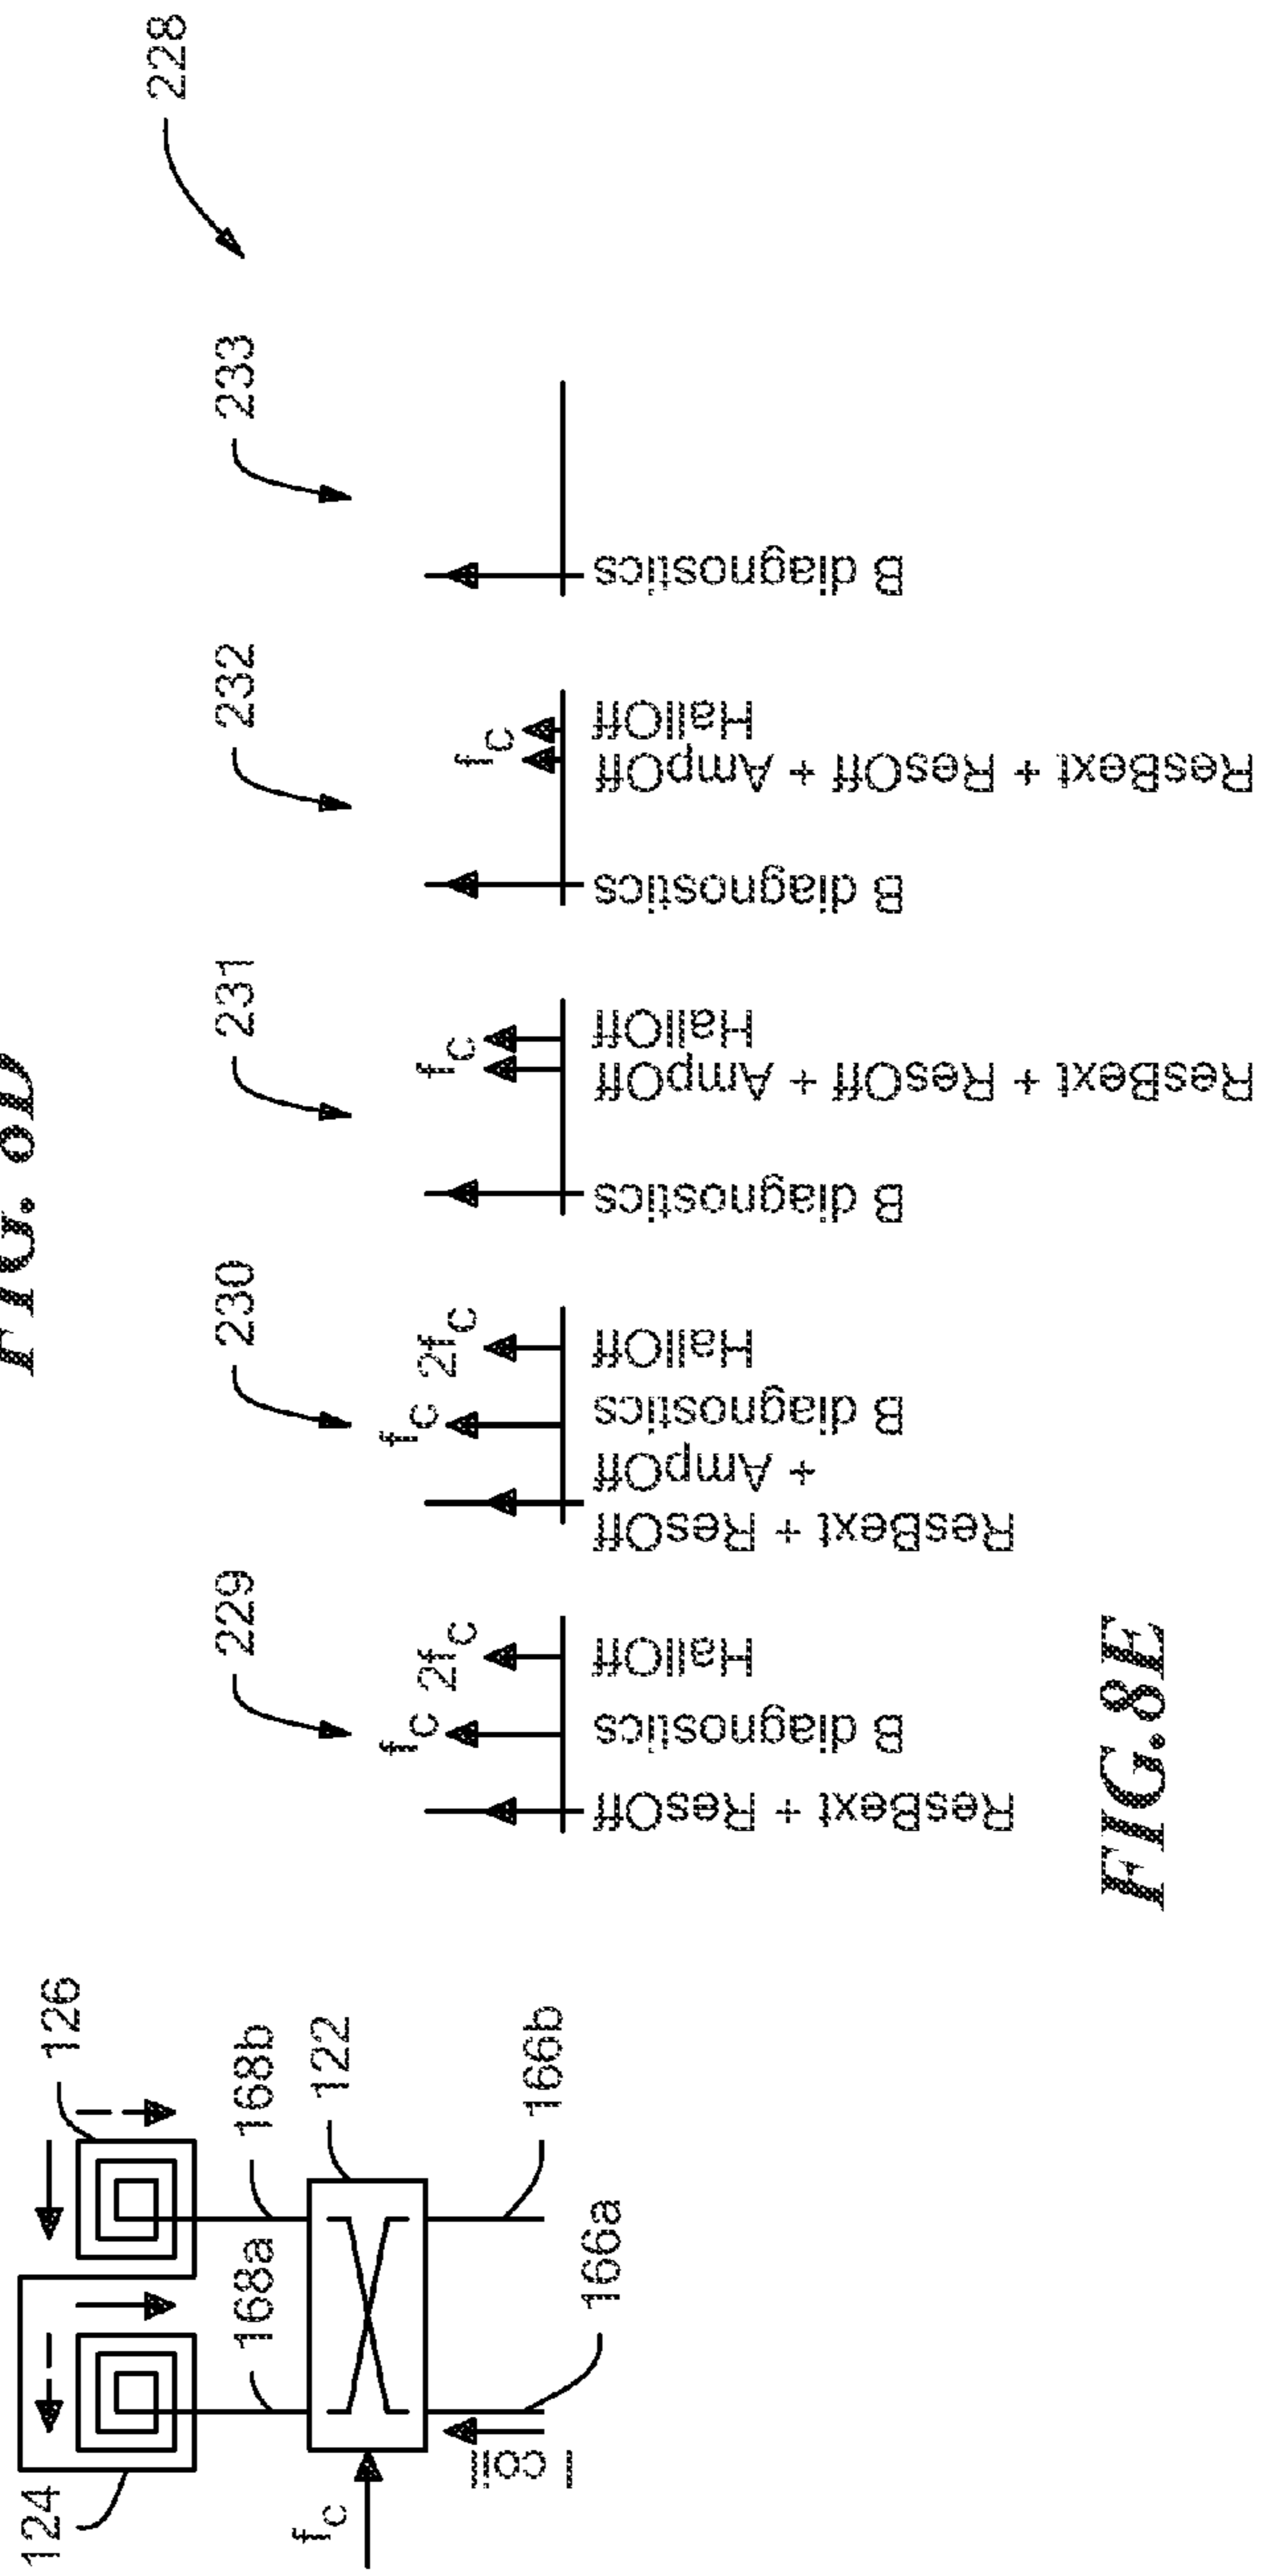 FIG. 8D
124
126
168a
168b
122
f_c
I_coil
166a
166b
228
229
f_c
2f_c
ResBext + ResOff
B diagnostics
HallOff
230
f_c
2f_c
ResBext + ResOff
+ AmpOff
B diagnostics
HallOff
231
f_c
B diagnostics
ResBext + ResOff + AmpOff
HallOff
232
f_c
B diagnostics
ResBext + ResOff + AmpOff
HallOff
233
B diagnostics
FIG.8E